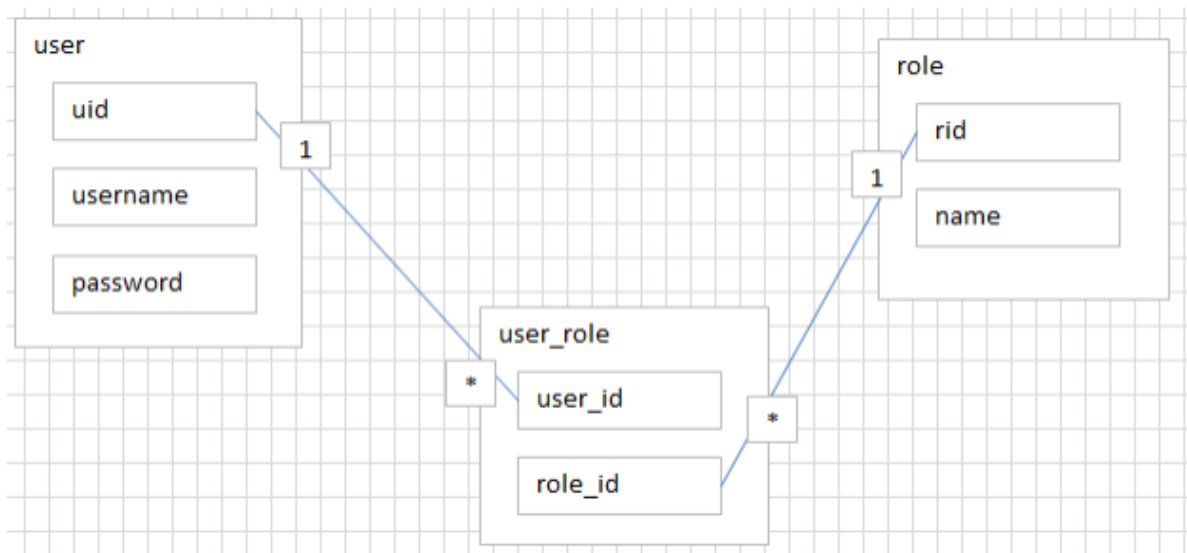 user
uid
username
password
1
role
rid
name
1
user_role
user_id
role_id
*
*